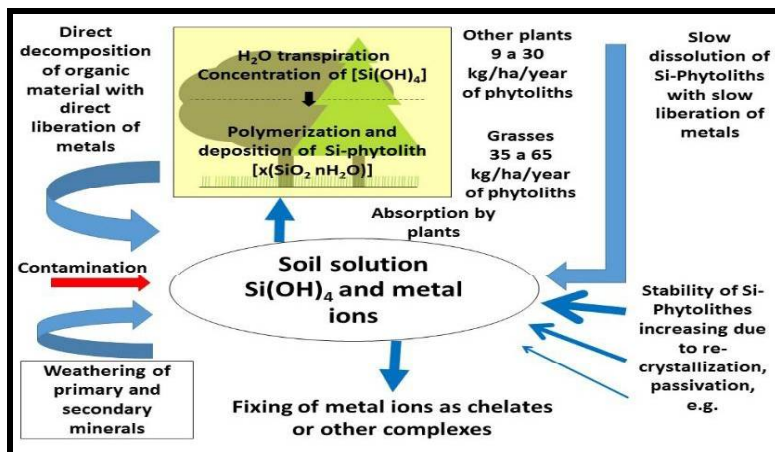 Direct
decomposition
of organic
material with
direct
liberation of
metals
H₂O transpiration
Concentration of [Si(OH)₄]
Polymerization and
deposition of Si-phytolith
[x(SiO₂ nH₂O)]
Other plants
9 a 30
kg/ha/year
of phytoliths
Grasses
35 a 65
kg/ha/year
of phytoliths
Slow
dissolution of
Si-Phytoliths
with slow
liberation of
metals
Absorption by
plants
Contamination
Soil solution
Si(OH)₄ and metal
ions
Stability of Si-
Phytolithes
increasing due
to re-
crystallization,
passivation,
e.g.
Weathering of
primary and
secondary
minerals
Fixing of metal ions as chelates
or other complexes